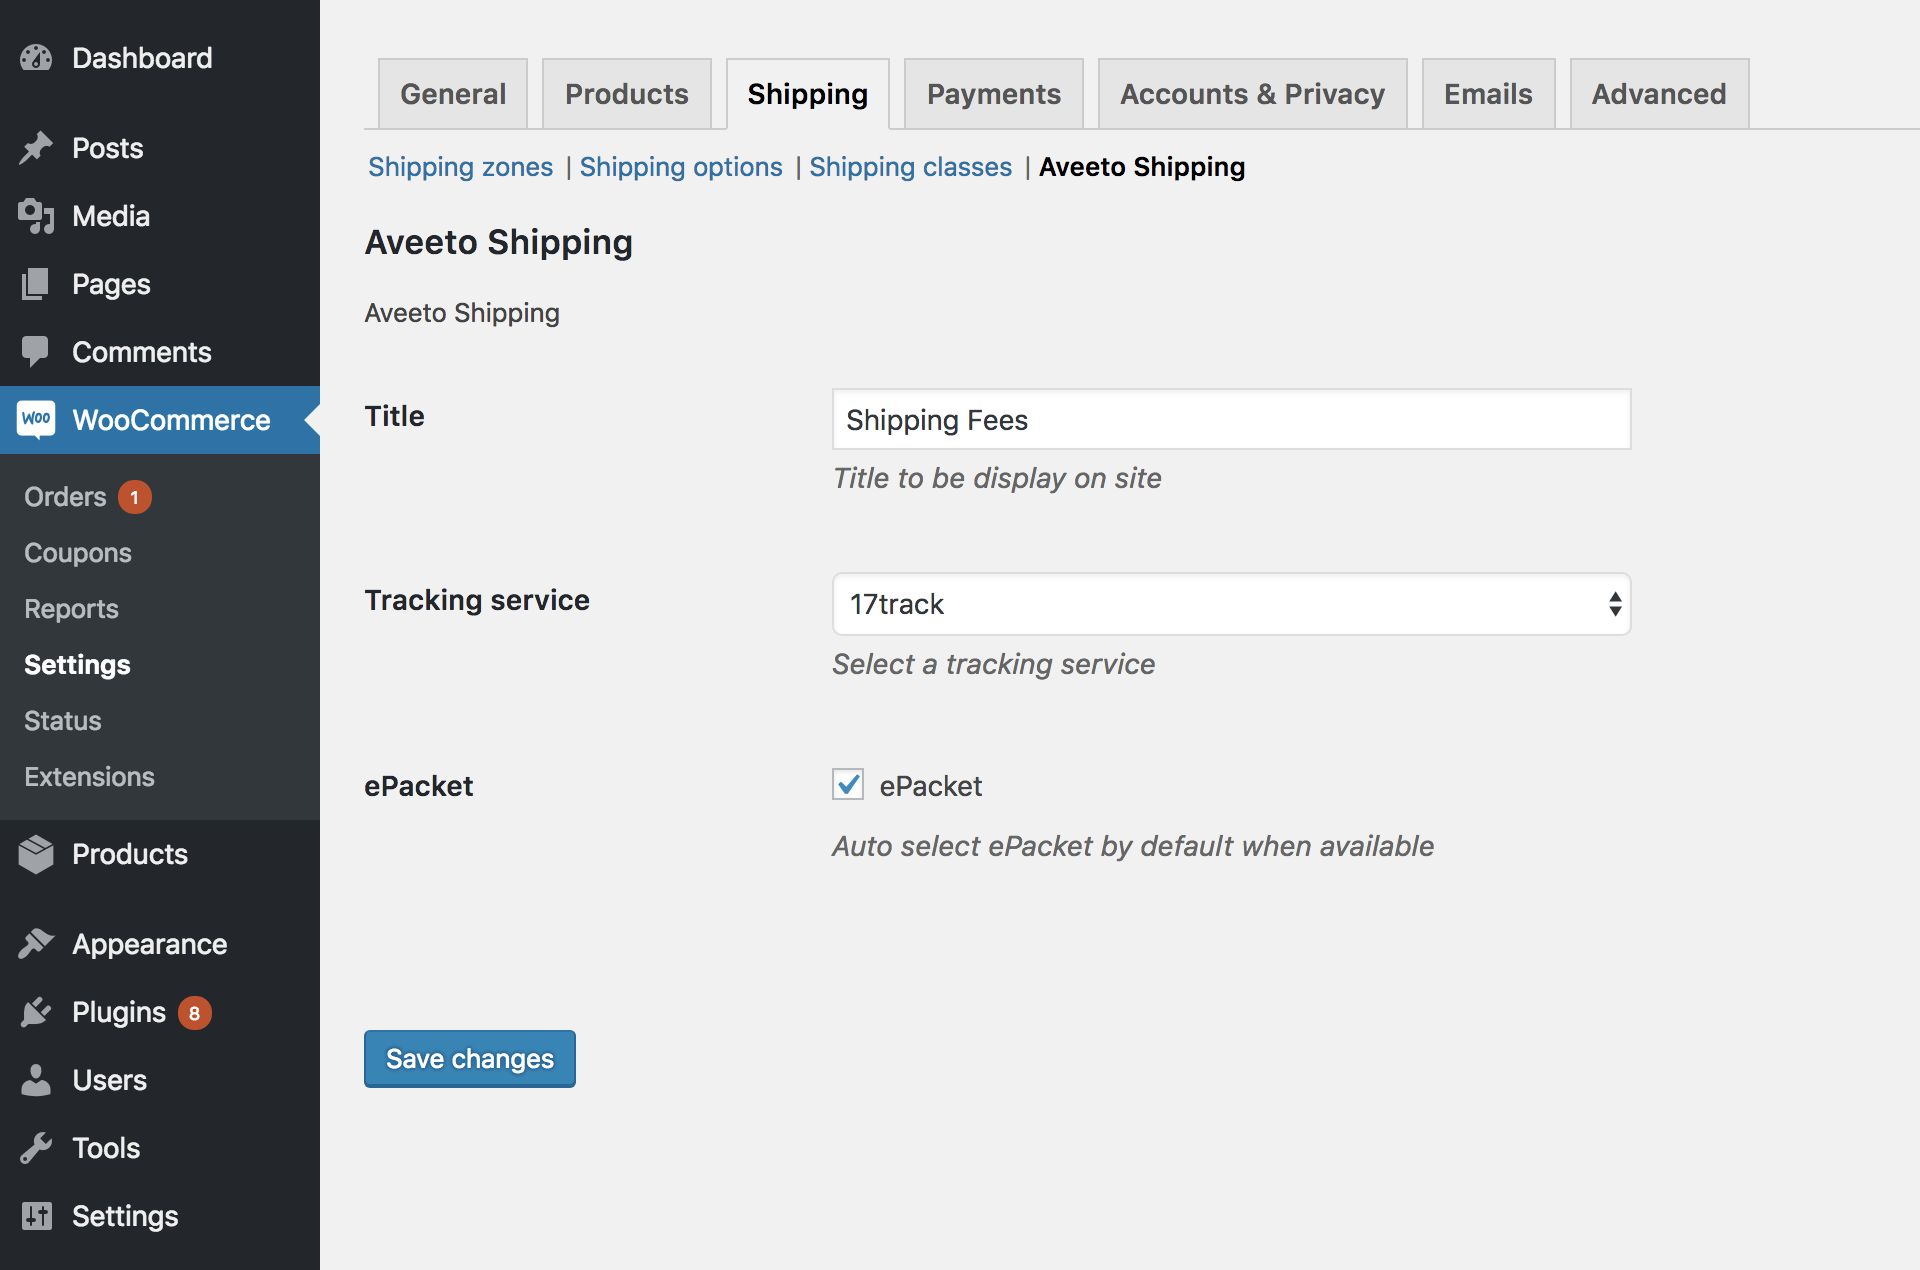 Dashboard
Posts
Media
Pages
Comments
Woo WooCommerce
Orders 1
Coupons
Reports
Settings
Status
Extensions
Products
Appearance
Plugins 8
Users
Tools
Settings
General Products Shipping Payments Accounts & Privacy Emails Advanced
Shipping zones | Shipping options | Shipping classes | Aveeto Shipping
Aveeto Shipping
Aveeto Shipping
Title Shipping Fees
Title to be display on site
Tracking service 17track
Select a tracking service
ePacket ePacket
Auto select ePacket by default when available
Save changes